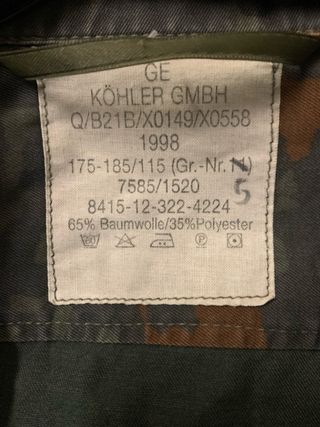 GE
KÖHLER GMBH
Q/B21B/X0149/X0558
1998
175-185/115 (Gr.-Nr.11)
5
7585/1520
8415-12-322-4224
65% Baumwolle/35%Polyester
60 P